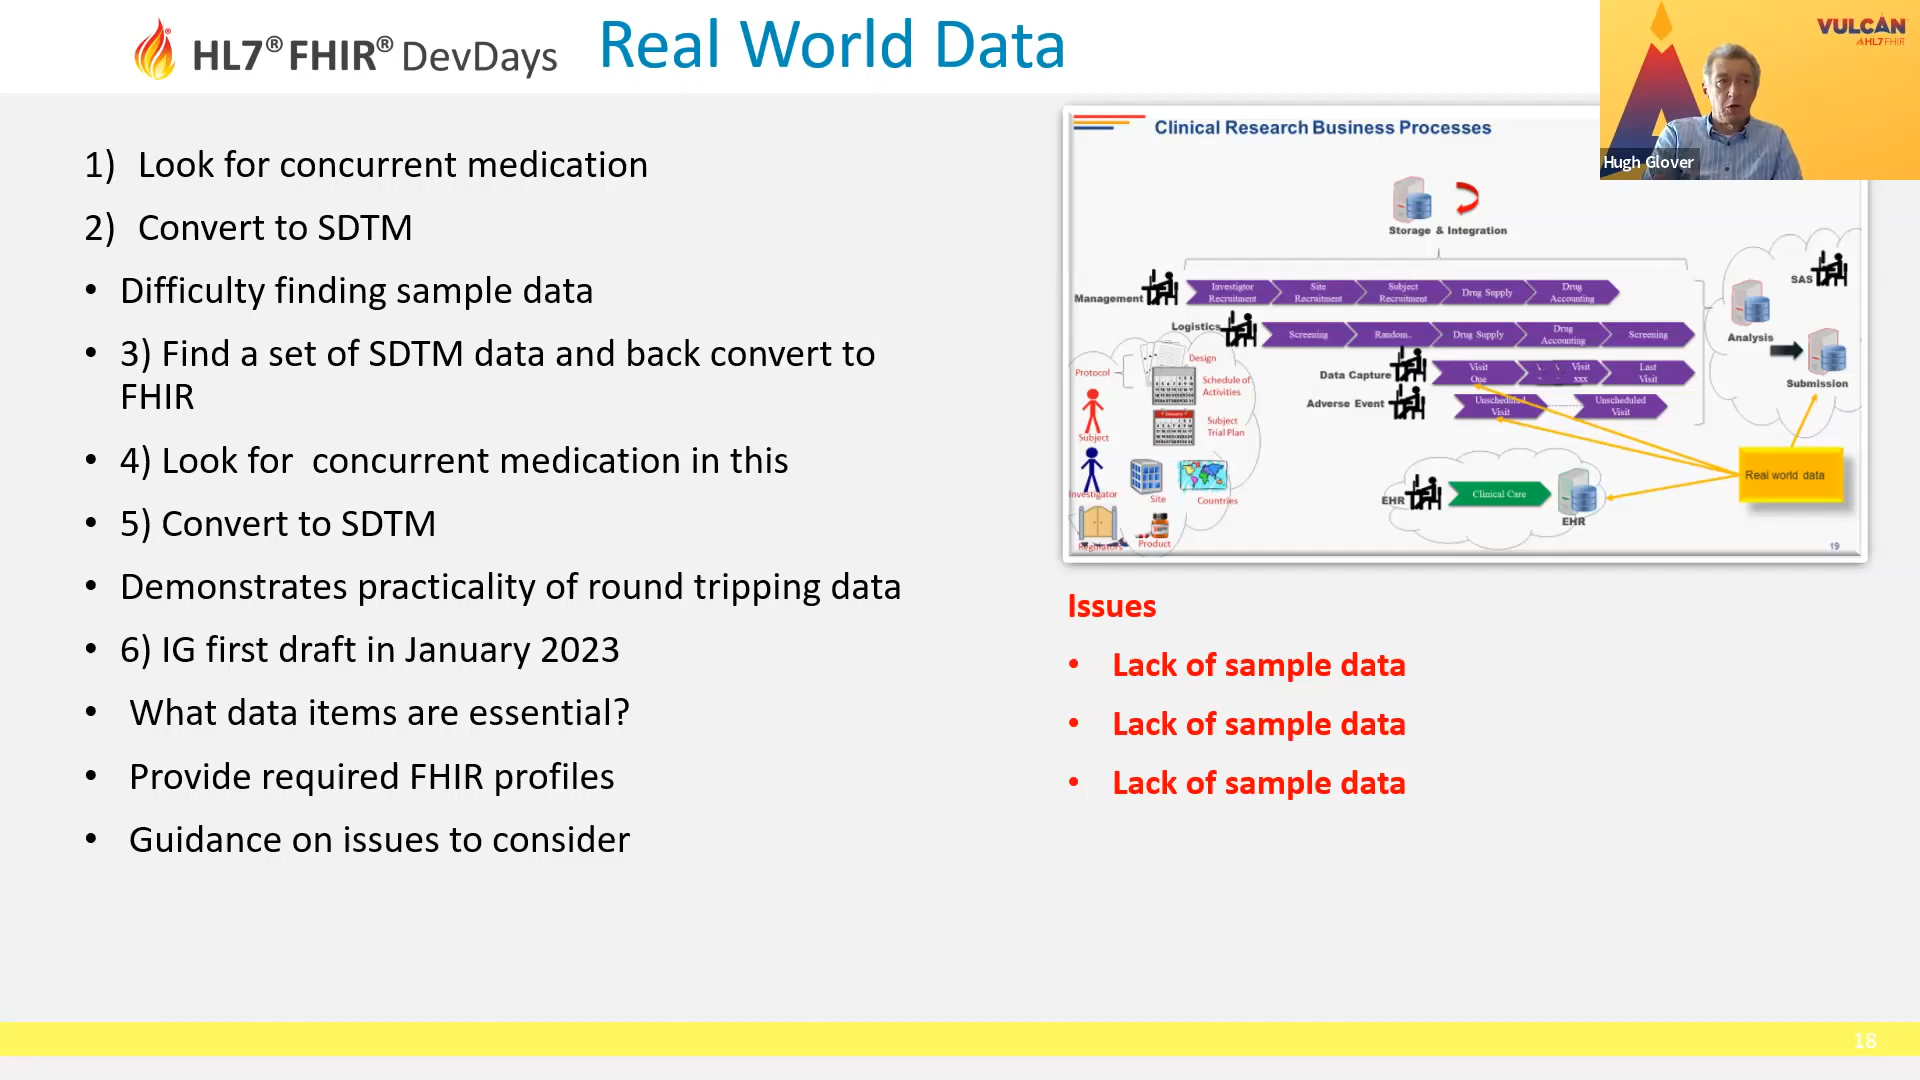 HL7® FHIR® DevDays
Real World Data
VULCAN
HL7 FHIR
Hugh Glover
1) Look for concurrent medication
2) Convert to SDTM
• Difficulty finding sample data
• 3) Find a set of SDTM data and back convert to
FHIR
• 4) Look for concurrent medication in this
• 5) Convert to SDTM
• Demonstrates practicality of round tripping data
• 6) IG first draft in January 2023
• What data items are essential?
• Provide required FHIR profiles
• Guidance on issues to consider
Clinical Research Business Processes
Storage & Integration
Management
Investigtor
Recruitment
Site
Recruitment
Subject
Recruitment
Drug Supply
Drug
Accounting
Logistics
Screening
Random..
Drug Supply
Drug
Accounting
Screening
Data Capture
Visit
One
Visit
xxx
Last
Visit
Adverse Event
Unscheduled
Visit
Unscheduled
Visit
Protocol
Design
Schedule of
Activities
Subject
Trial Plan
Subject
Investigator
Site
Countries
Regulators
Product
EHR
Clinical Care
EHR
SAS
Analysis
Submission
Real world data
19
Issues
• Lack of sample data
• Lack of sample data
• Lack of sample data
18